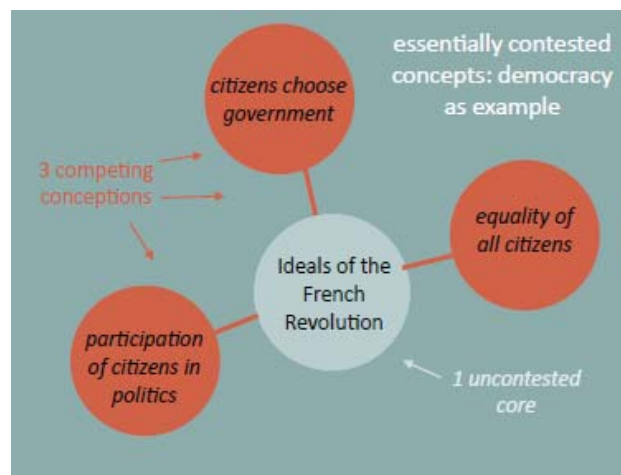 essentially contested
concepts: democracy
as example
citizens choose
government
3 competing
conceptions
equality of
all citizens
Ideals of the
French
Revolution
participation
of citizens in
politics
1 uncontested
core